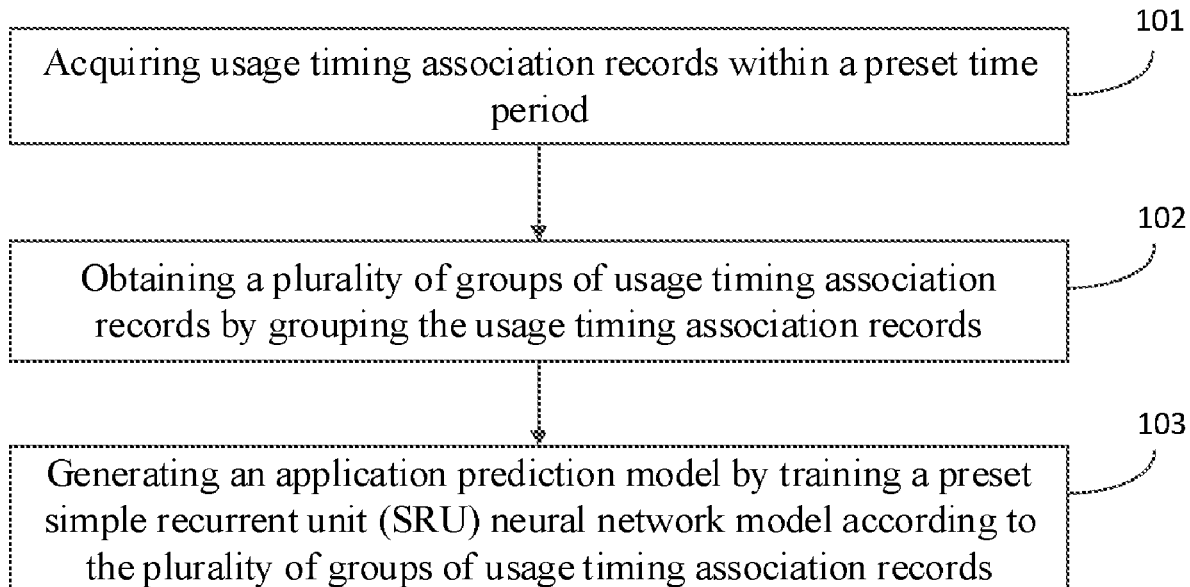 101
Acquiring usage timing association records within a preset time
period
102
Obtaining a plurality of groups of usage timing association
records by grouping the usage timing association records
103
Generating an application prediction model by training a preset
simple recurrent unit (SRU) neural network model according to
the plurality of groups of usage timing association records